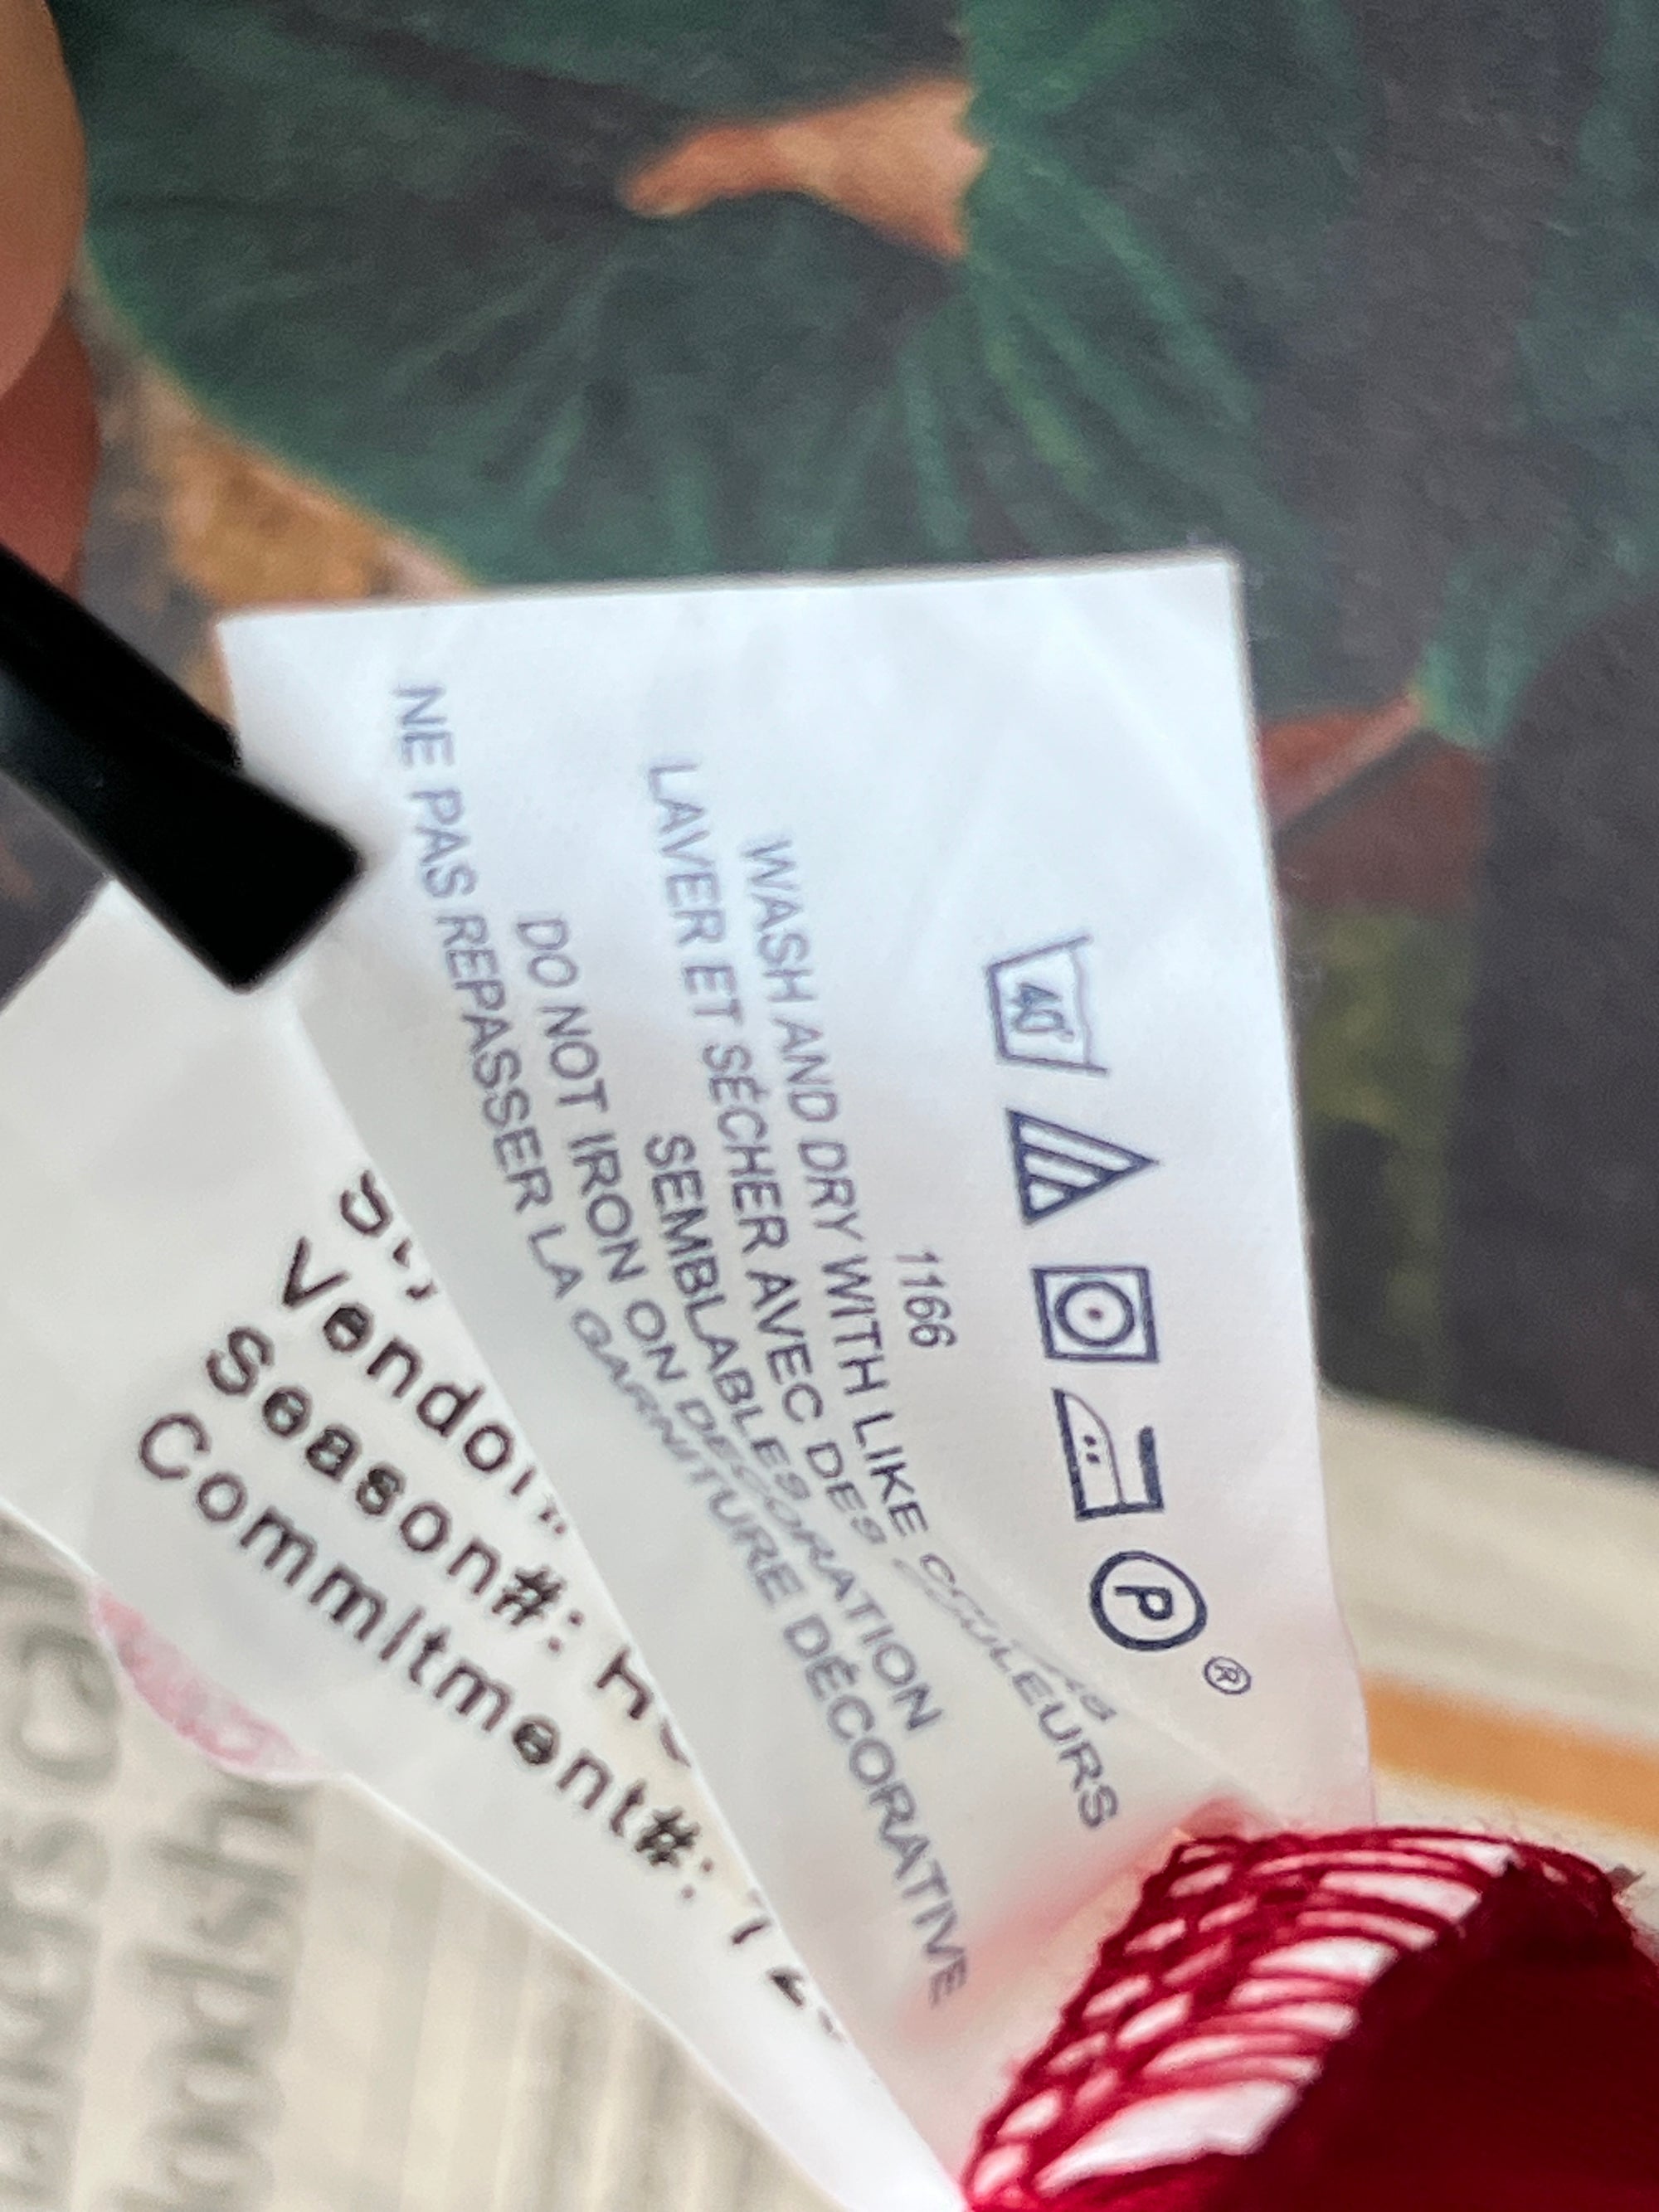 40°
P ®
1166
WASH AND DRY WITH LIKE COLORS
LAVER ET SÉCHER AVEC DES COULEURS
SEMBLABLES
DO NOT IRON ON DECORATION
NE PAS REPASSER LA GARNITURE DÉCORATIVE
Vendor
Season#:
Commitment#: